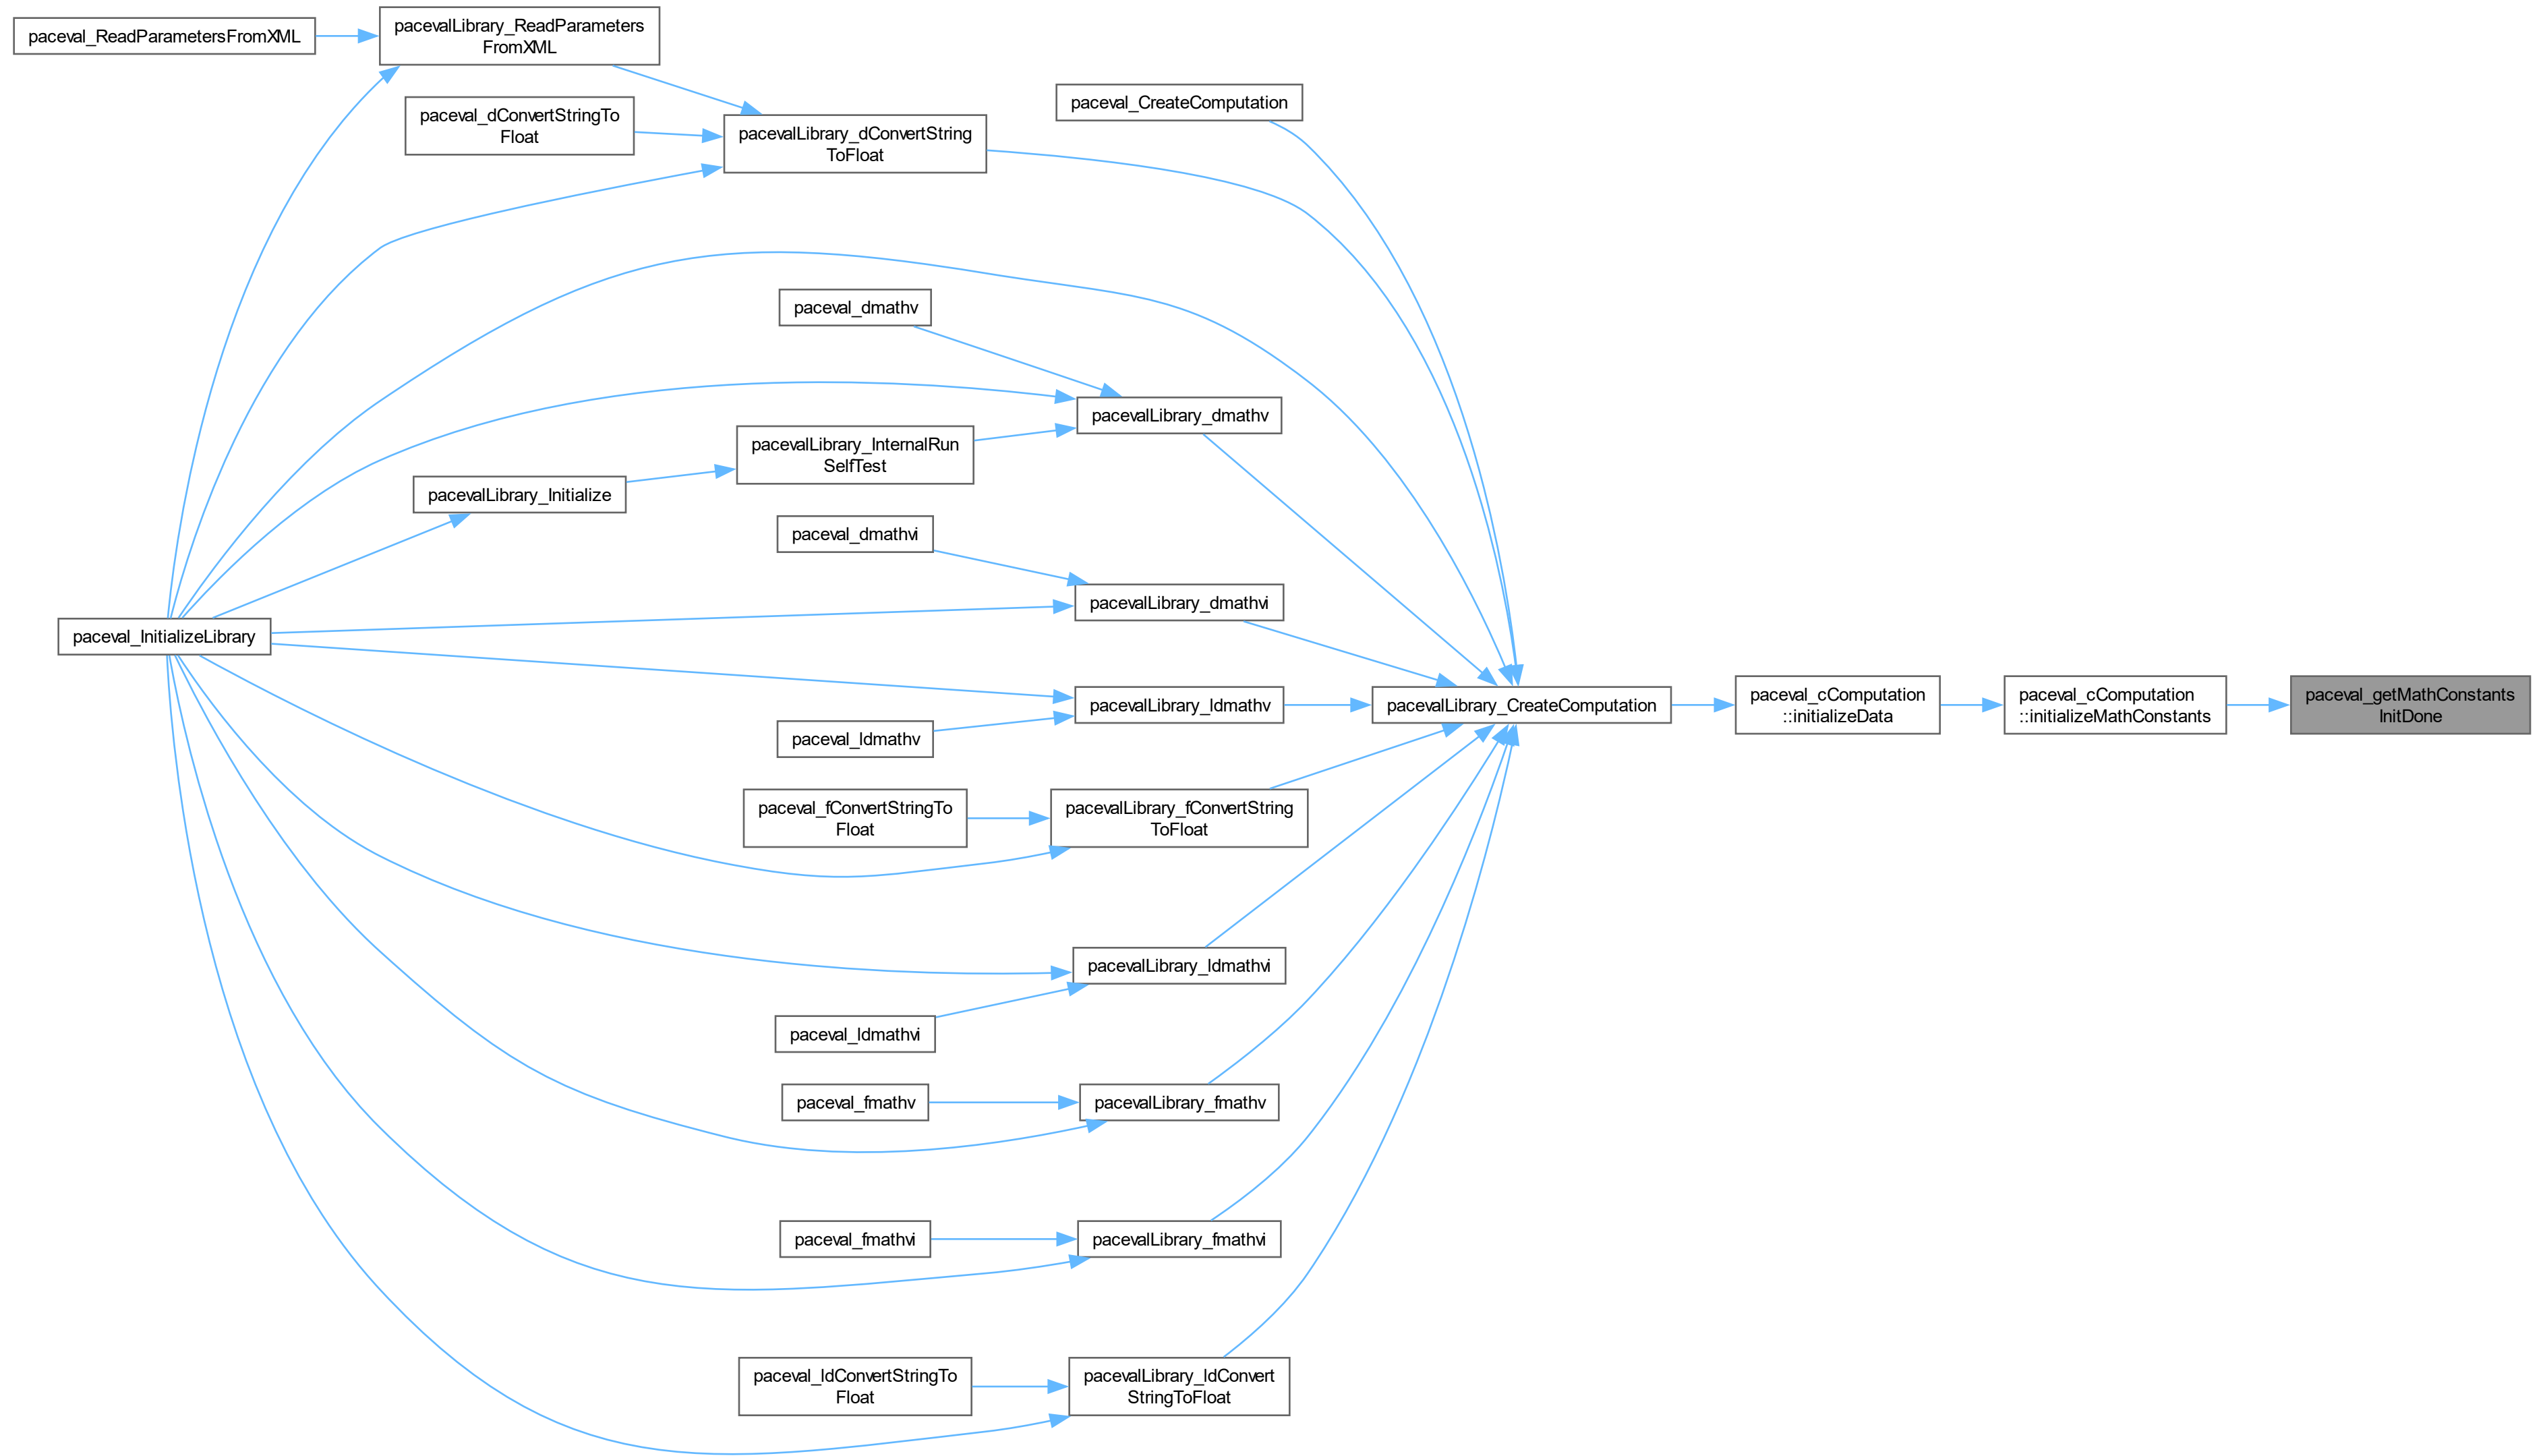 paceval_ReadParametersFromXML
pacevalLibrary_ReadParameters
FromXML
paceval_CreateComputation
paceval_dConvertStringTo
Float
pacevalLibrary_dConvertString
ToFloat
paceval_dmathv
pacevalLibrary_dmathv
pacevalLibrary_InternalRun
SelfTest
pacevalLibrary_Initialize
paceval_dmathvi
pacevalLibrary_dmathvi
paceval_InitializeLibrary
pacevalLibrary_ldmathv
paceval_ldmathv
pacevalLibrary_CreateComputation
paceval_cComputation
::initializeData
paceval_cComputation
::initializeMathConstants
paceval_getMathConstants
InitDone
paceval_fConvertStringTo
Float
pacevalLibrary_fConvertString
ToFloat
pacevalLibrary_ldmathvi
paceval_ldmathvi
paceval_fmathv
pacevalLibrary_fmathv
paceval_fmathvi
pacevalLibrary_fmathvi
paceval_ldConvertStringTo
Float
pacevalLibrary_ldConvert
StringToFloat